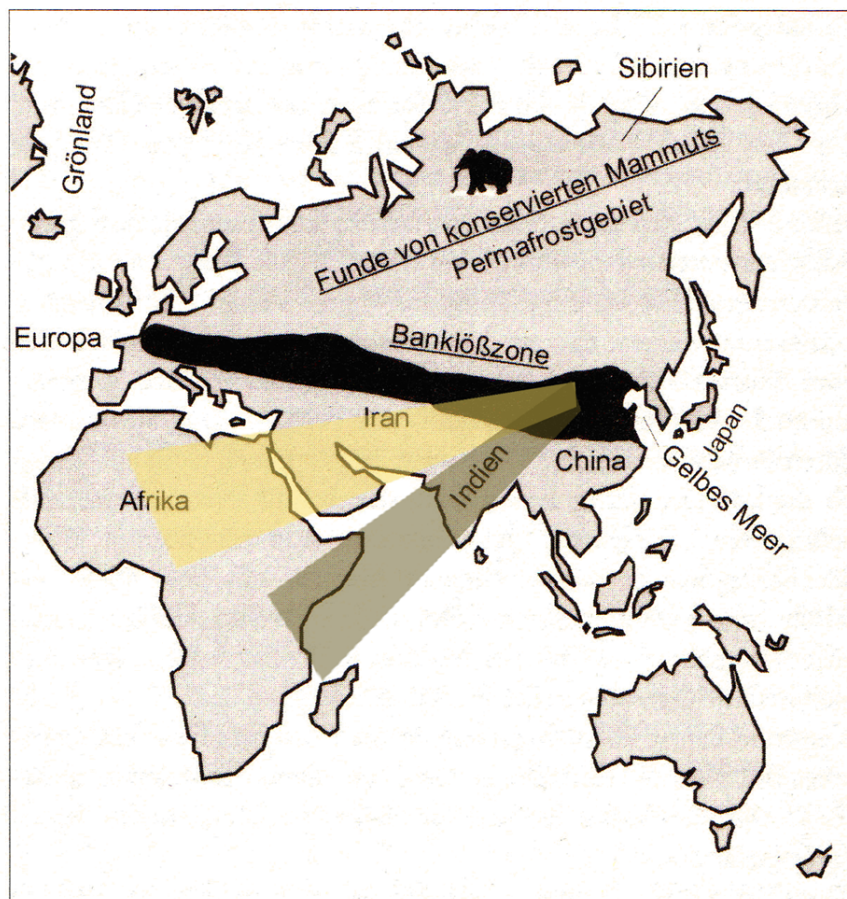 Sibirien
Grönland
Funde von konservierten Mammuts
Permafrostgebiet
Europa
Banklößzone
Iran
Japan
Indien
China
Gelbes Meer
Afrika